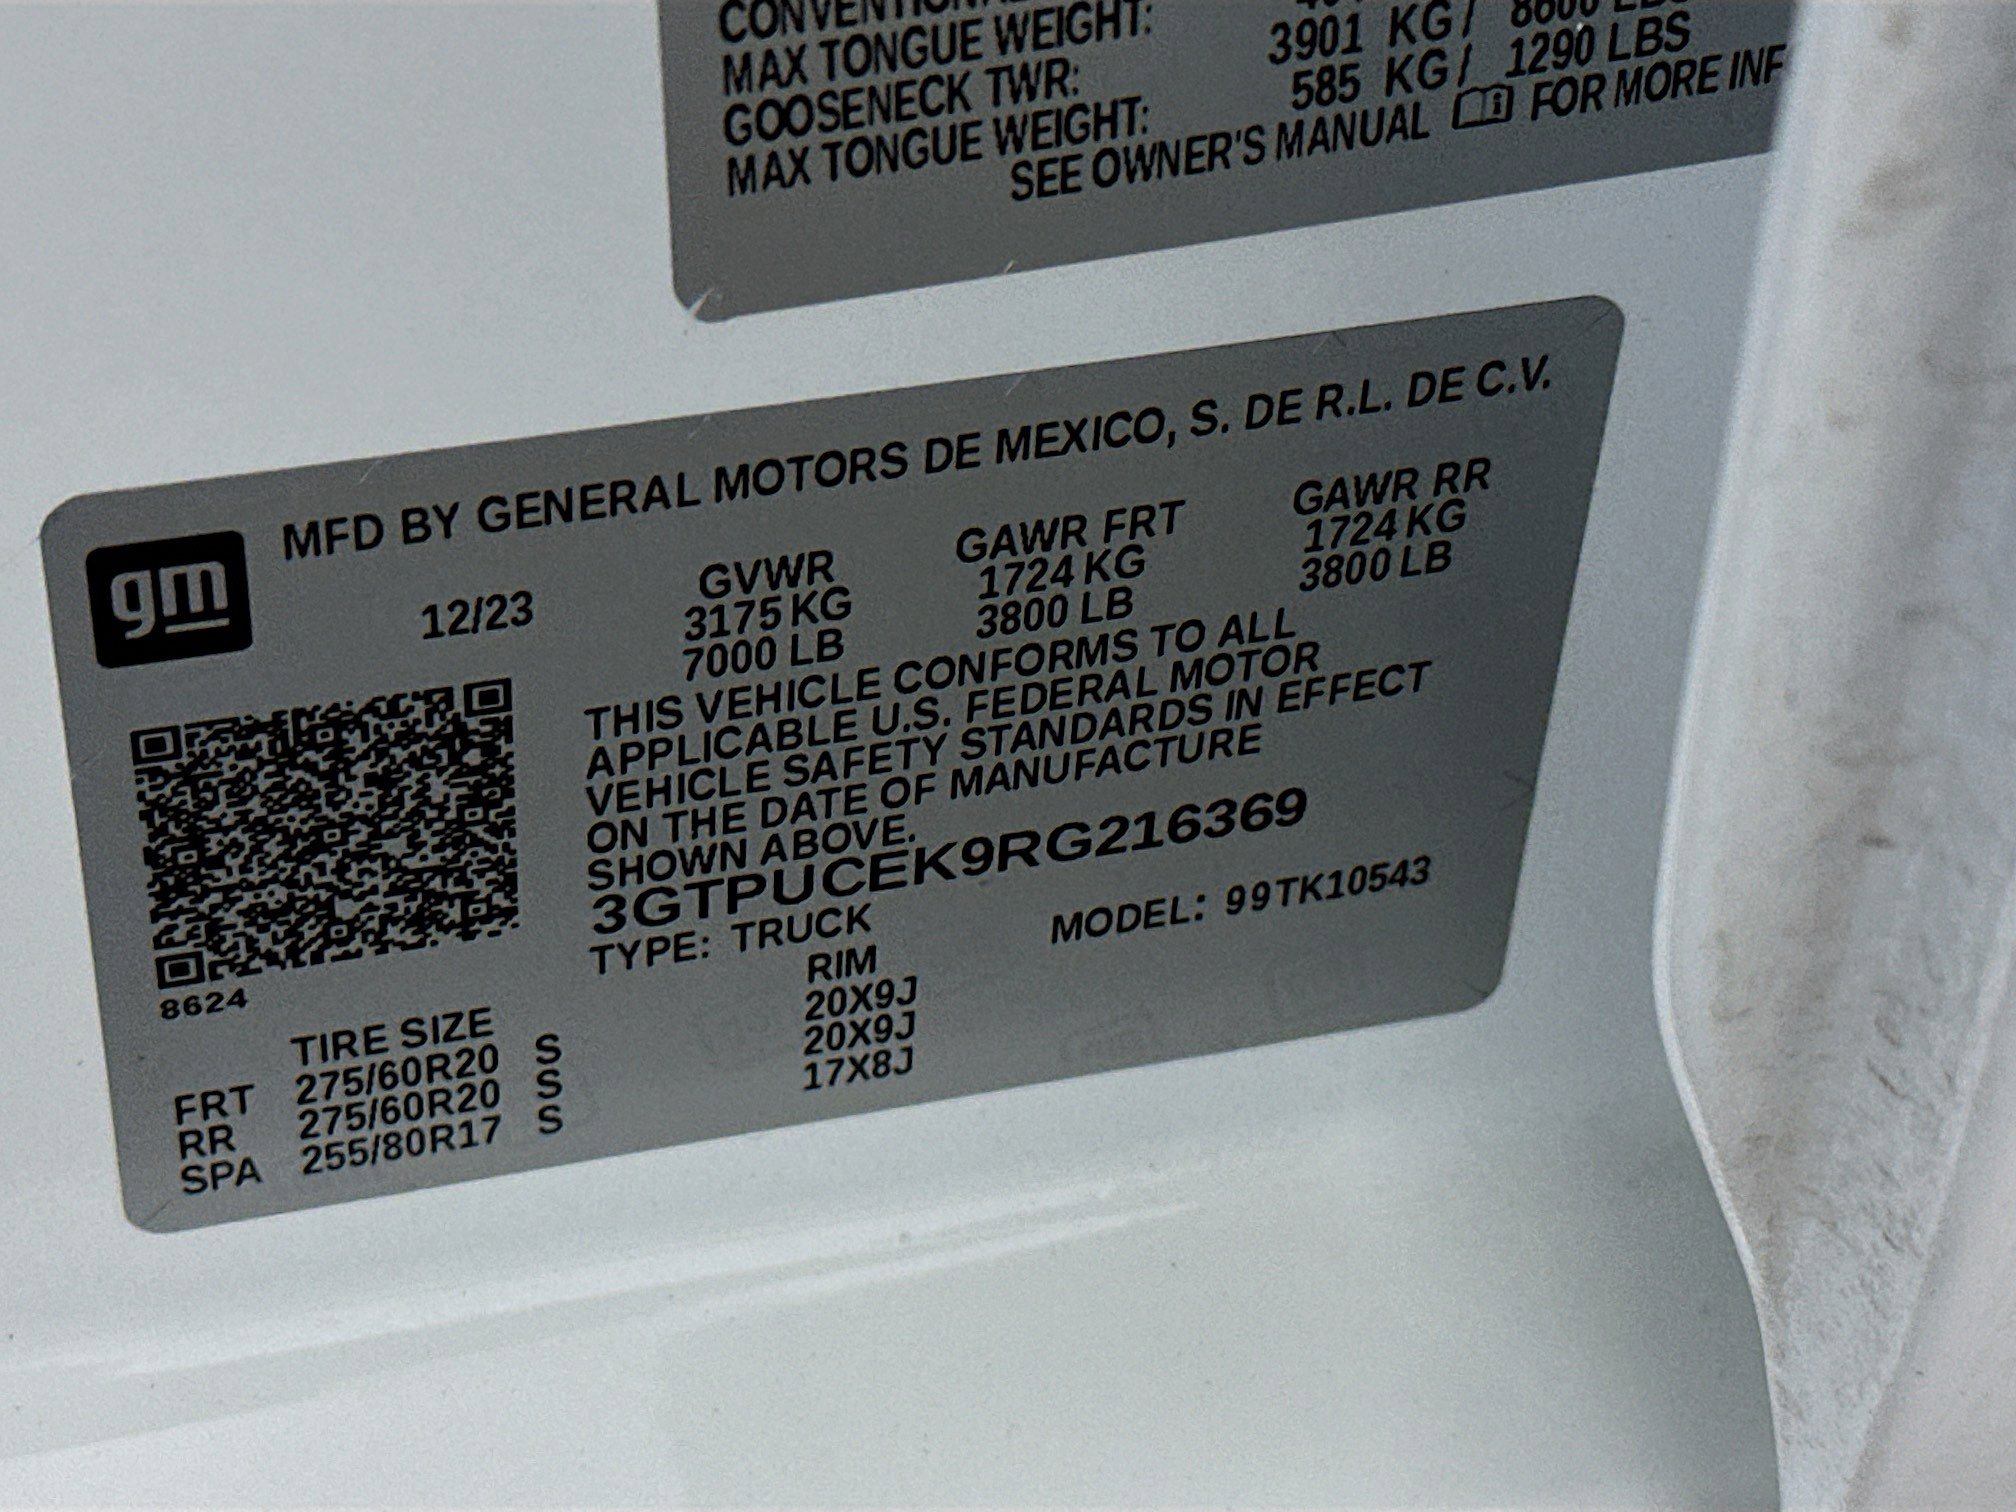 MAX TONGUE WEIGHT: 3901 KG / 8600 LBS
GOOSENECK TWR: 585 KG / 1290 LBS
MAX TONGUE WEIGHT:
SEE OWNER'S MANUAL FOR MORE INF
MFD BY GENERAL MOTORS DE MEXICO, S. DE R.L. DE C.V.
gm
12/23
GVWR GAWR FRT GAWR RR
3175 KG 1724 KG 1724 KG
7000 LB 3800 LB 3800 LB
THIS VEHICLE CONFORMS TO ALL
APPLICABLE U.S. FEDERAL MOTOR
VEHICLE SAFETY STANDARDS IN EFFECT
ON THE DATE OF MANUFACTURE
SHOWN ABOVE.
3GTPUCEK9RG216369
TYPE: TRUCK MODEL: 99TK10543
8624
TIRE SIZE RIM
FRT 275/60R20 S 20X9J
RR 275/60R20 S 20X9J
SPA 255/80R17 S 17X8J